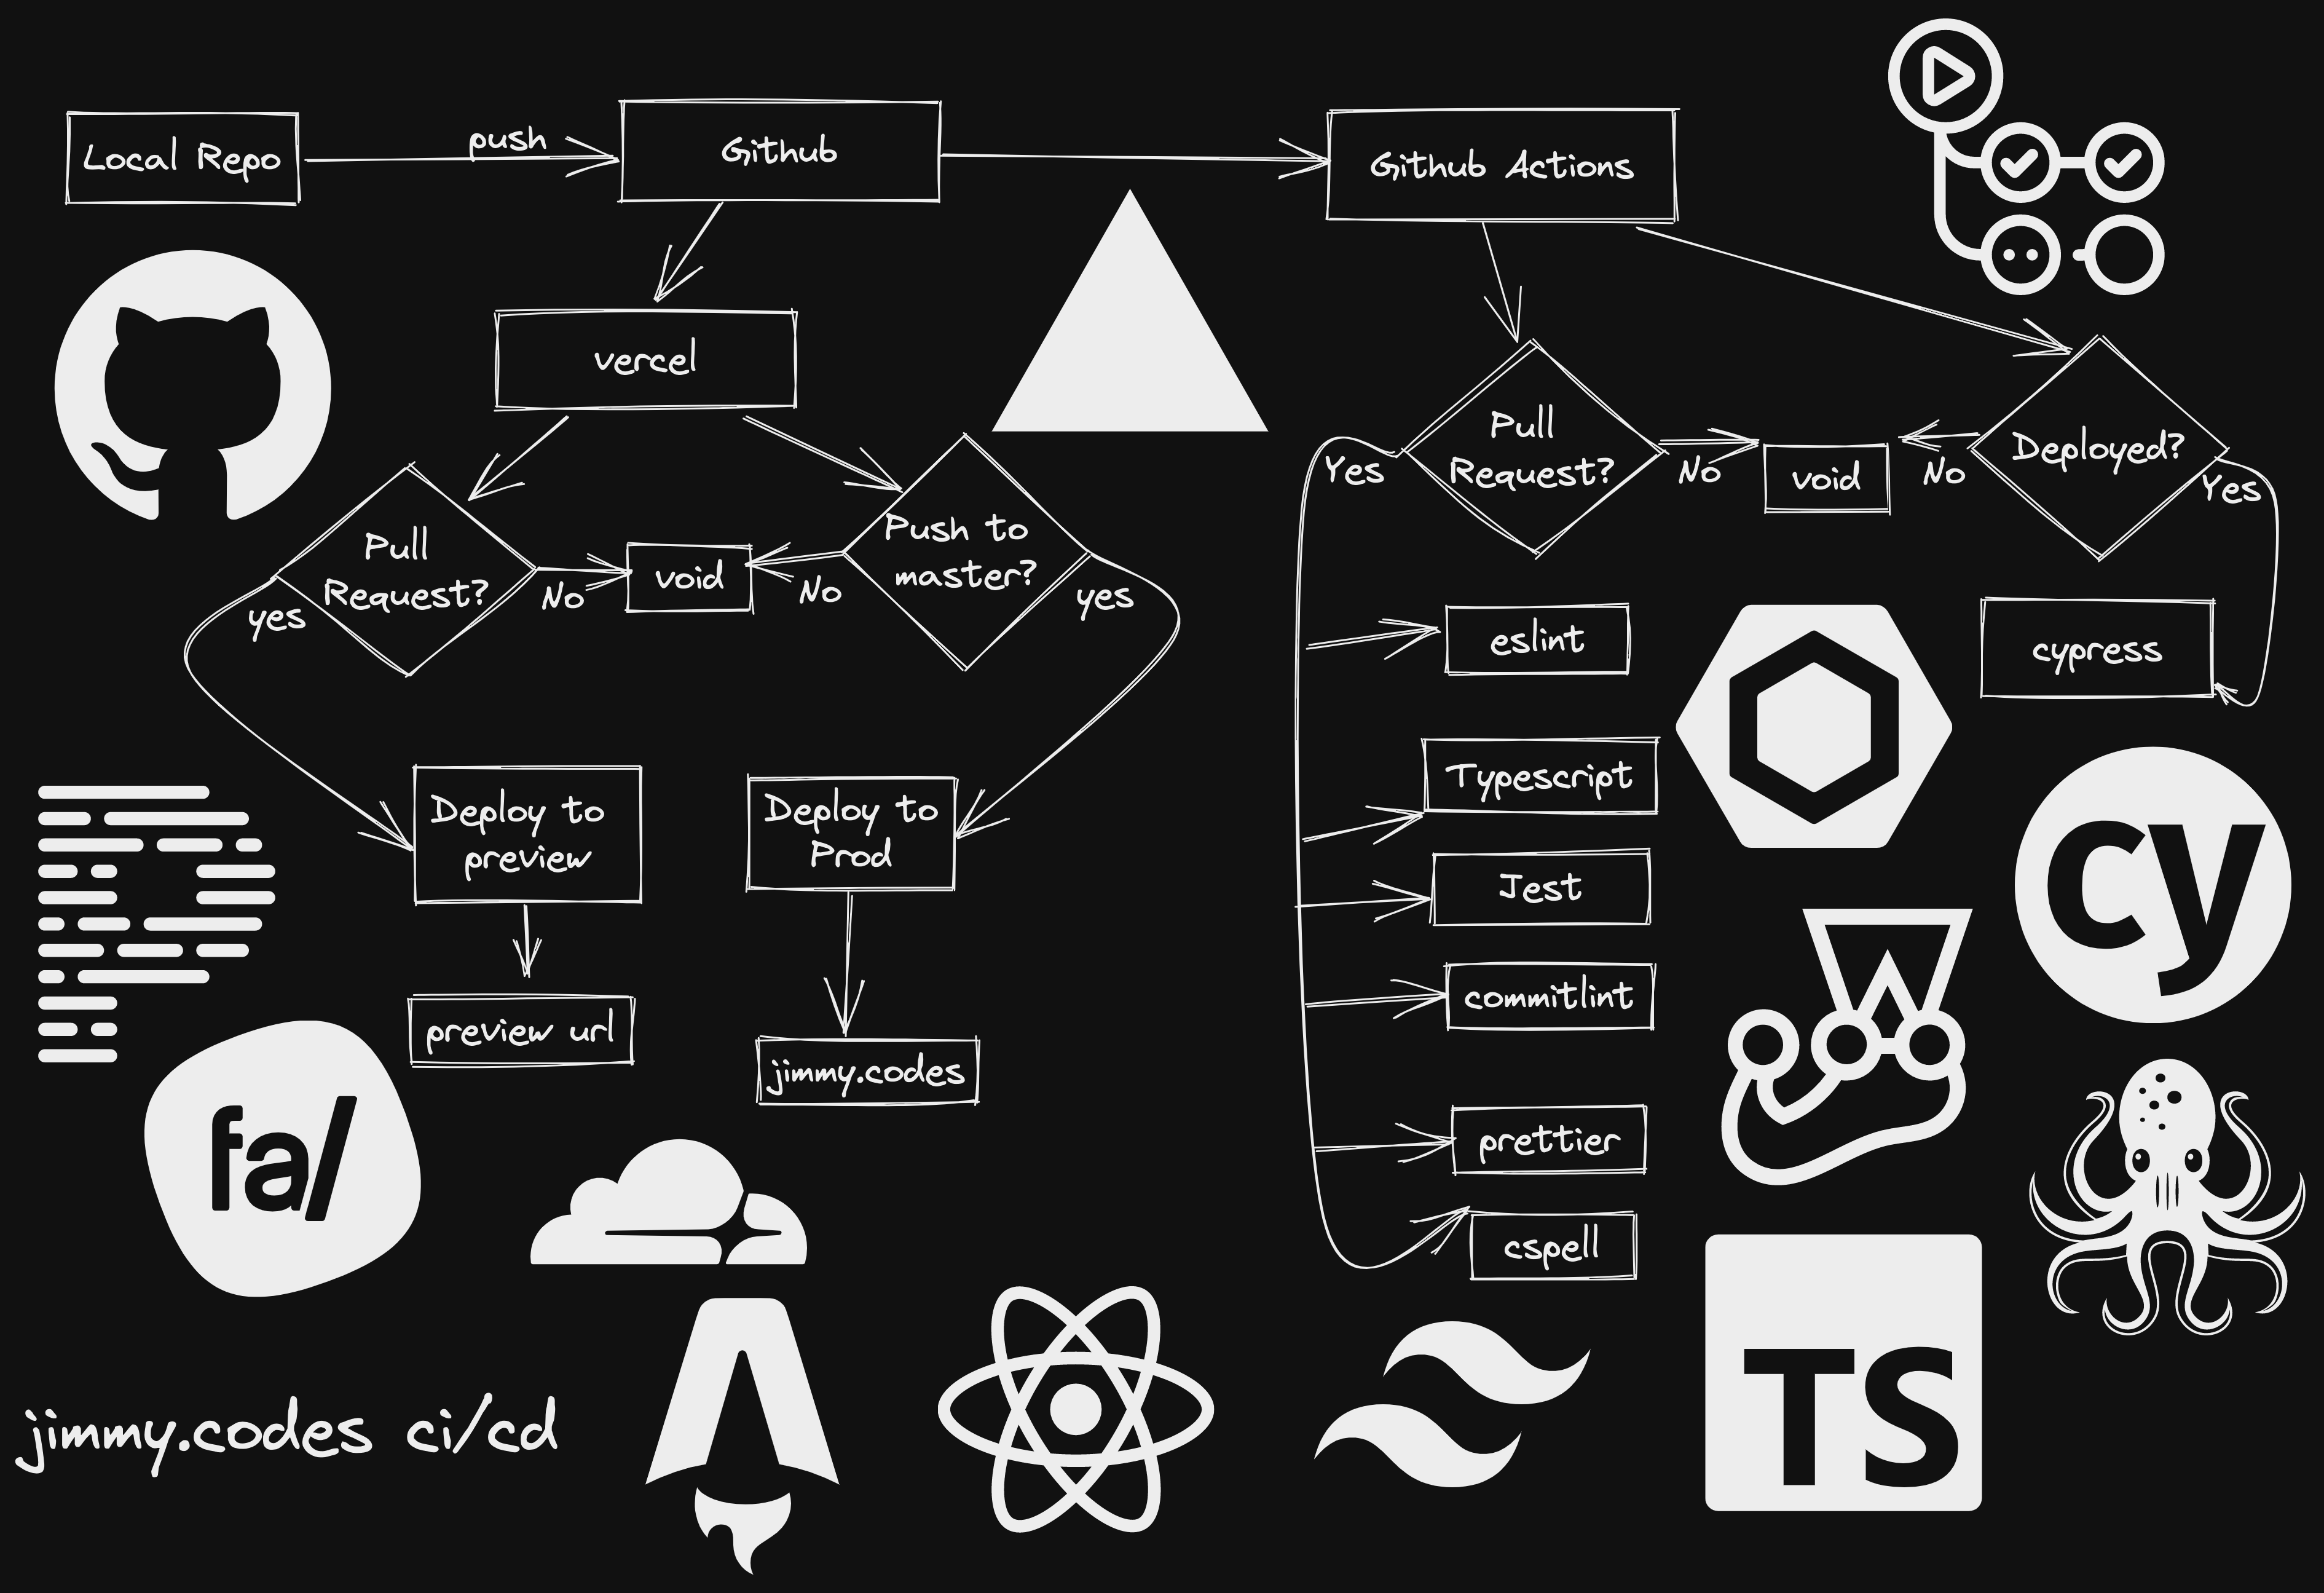 Local Repo
push
Github
Github Actions
vercel
Pull
Request?
yes
No
void
No
Push to
master?
yes
Deploy to
preview
Deploy to
Prod
preview url
jimmy.codes
Pull
Request?
Yes
No
void
No
Deployed?
Yes
eslint
Typescript
Jest
commitlint
prettier
cspell
cypress
cy
fa/
TS
jimmy.codes ci/cd